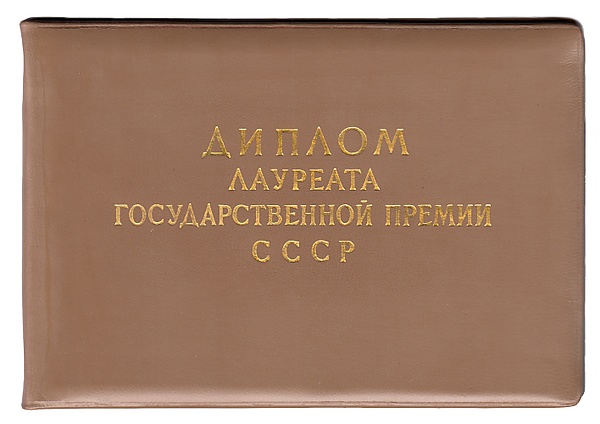 ДИПЛОМ
ЛАУРЕАТА
ГОСУДАРСТВЕННОЙ ПРЕМИИ
СССР